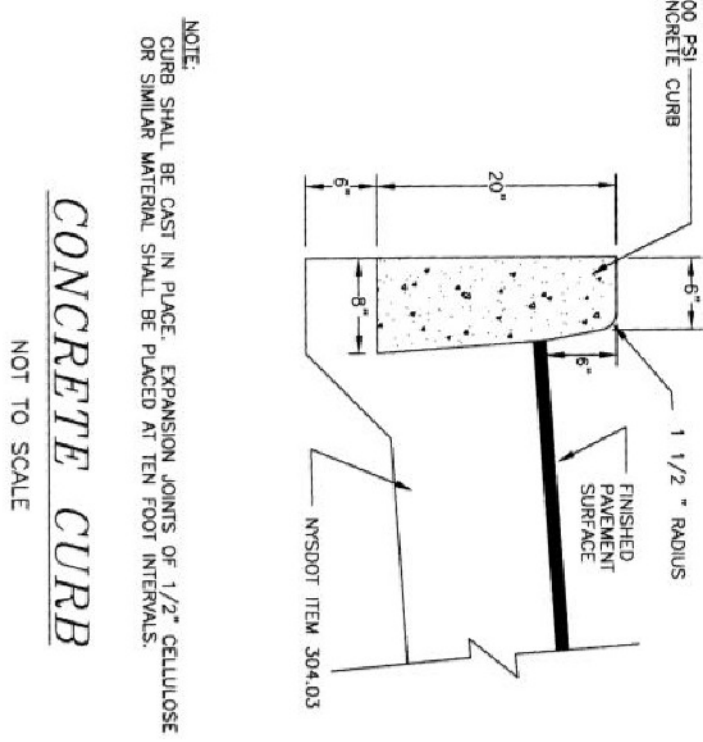 00 PSI
NCRETE CURB
6"
1 1/2 " RADIUS
20"
6"
FINISHED
PAVEMENT
SURFACE
8"
6"
NYSDOT ITEM 304.03
NOTE:
CURB SHALL BE CAST IN PLACE. EXPANSION JOINTS OF 1/2" CELLULOSE
OR SIMILAR MATERIAL SHALL BE PLACED AT TEN FOOT INTERVALS.
CONCRETE CURB
NOT TO SCALE